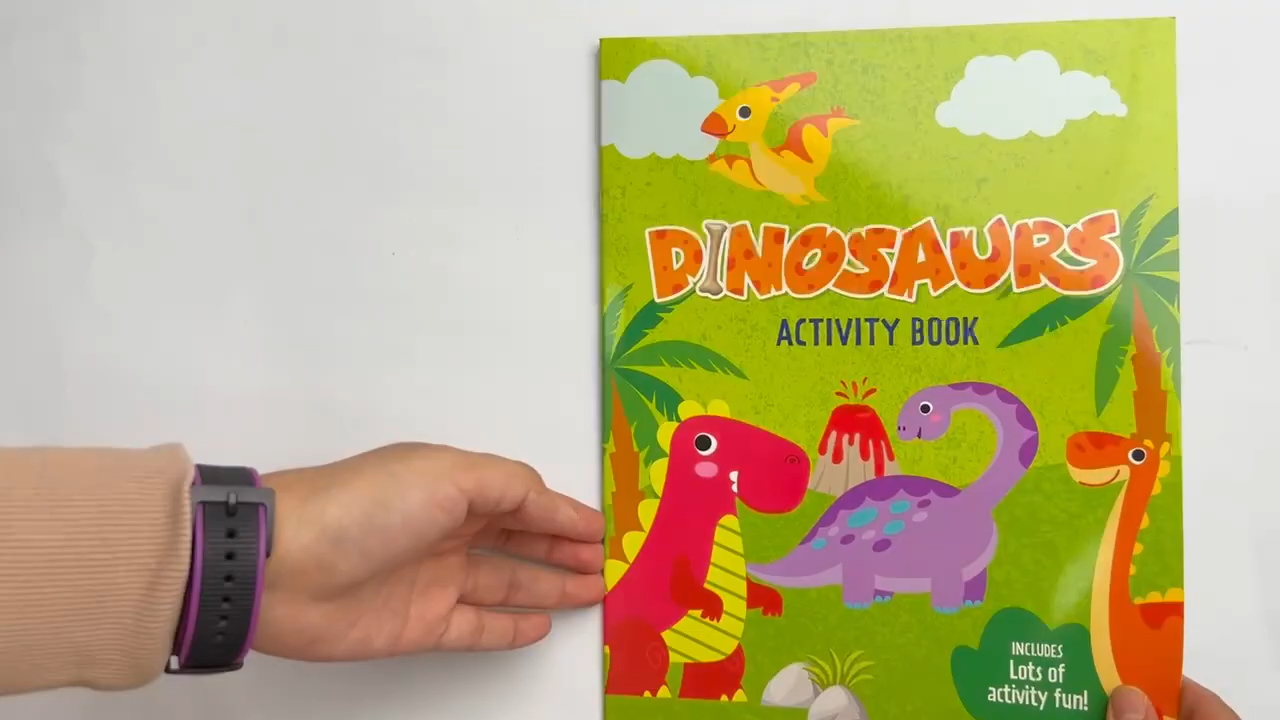 DINOSAURS
ACTIVITY BOOK
INCLUDES
Lots of
activity fun!